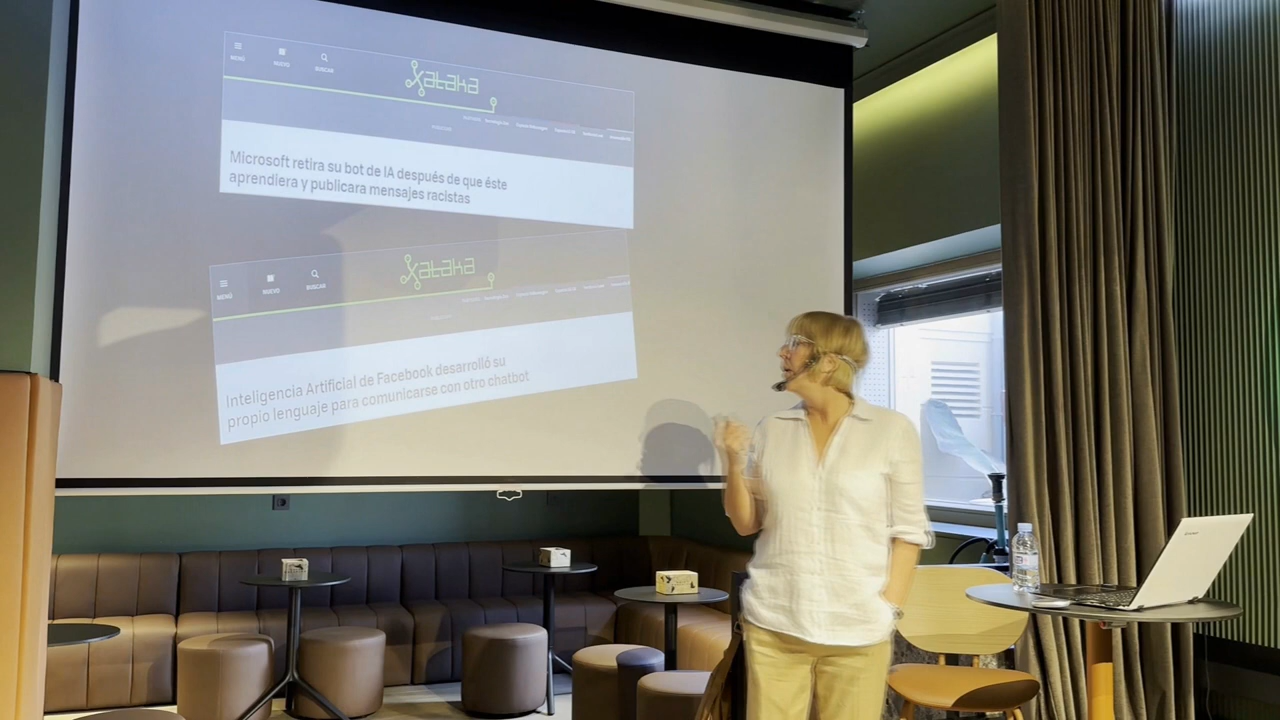 MENÚ
NUEVO
BUSCAR
Xataka
Microsoft retira su bot de IA después de que éste
aprendiera y publicara mensajes racistas
MENÚ
NUEVO
BUSCAR
Xataka
Inteligencia Artificial de Facebook desarrolló su
propio lenguaje para comunicarse con otro chatbot